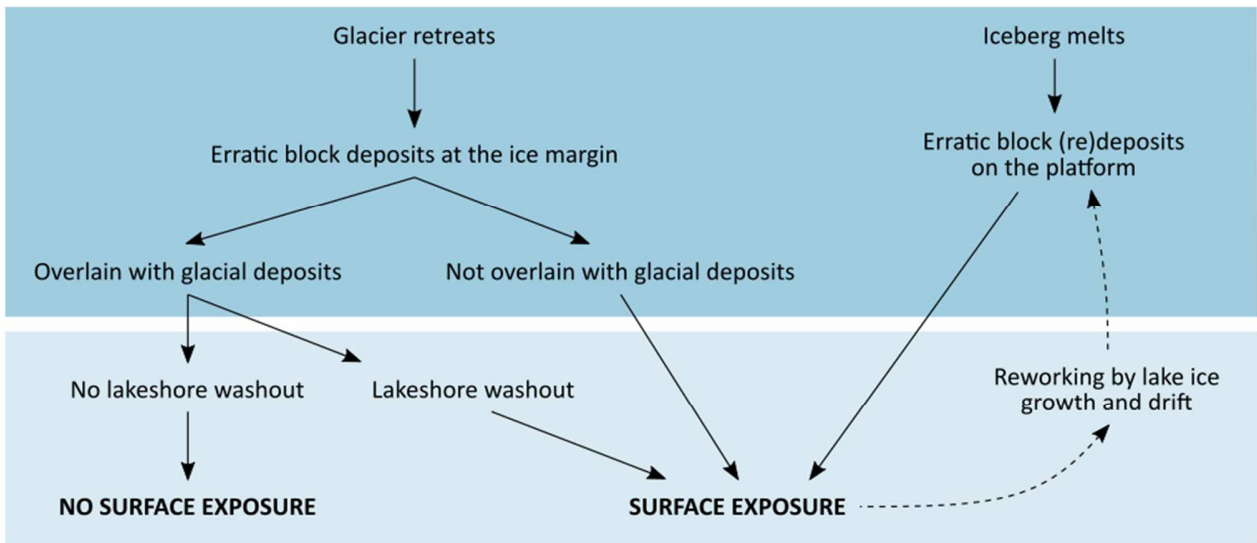 Glacier retreats
Iceberg melts
Erratic block deposits at the ice margin
Erratic block (re)deposits
on the platform
Overlain with glacial deposits
Not overlain with glacial deposits
No lakeshore washout
Lakeshore washout
Reworking by lake ice
growth and drift
NO SURFACE EXPOSURE
SURFACE EXPOSURE